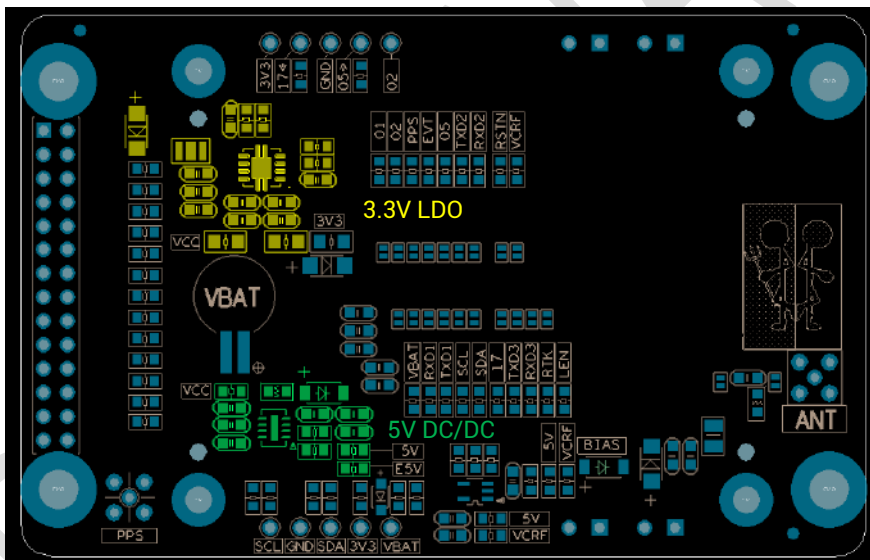 3V3
17
GND
05
02
01
02
PPS
EVT
05
TXD2
RXD2
RSTN
VCRF
3.3V LDO
3V3
VCC
VBAT
VBAT
RXD1
TXD1
SCL
SDA
17
TXD3
RXD3
RTK
LEN
VCC
5V DC/DC
5V
E5V
5V
VCRF
BIAS
ANT
PPS
SCL
GND
SDA
3V3
VBAT
5V
VCRF